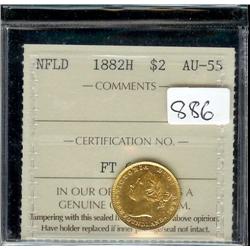 NFLD 1882H $2 AU-55
COMMENTS
886
CERTIFICATION NO.
FT
IN OUR A
GENUINE M.
Tampering with this sealed above opinion.
Have holder replaced if inner seal not intact.
VICTORIA